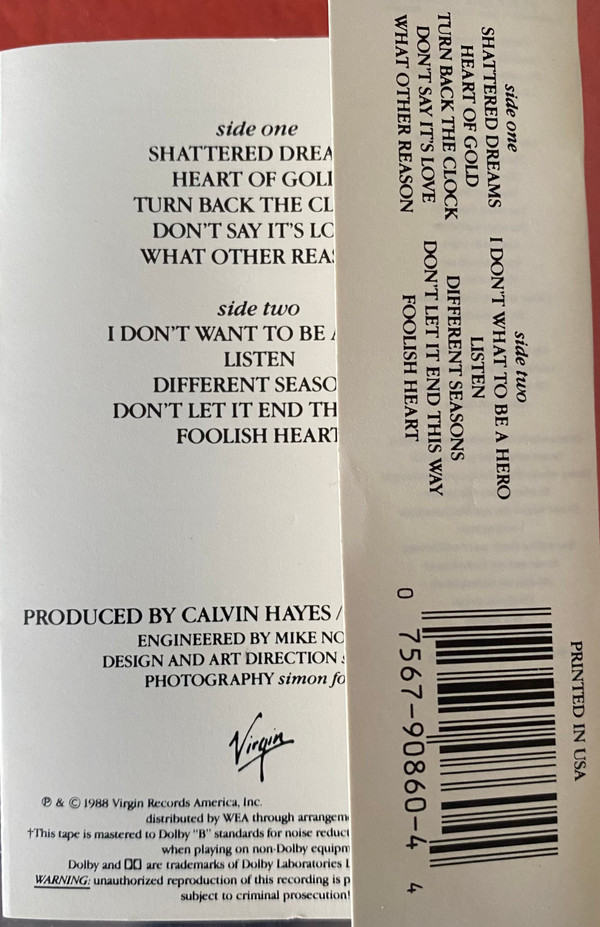 side one
SHATTERED DREA
HEART OF GOL
TURN BACK THE CL
DON'T SAY IT'S LO
WHAT OTHER REAS
side two
I DON'T WANT TO BE
LISTEN
DIFFERENT SEASO
DON'T LET IT END TH
FOOLISH HEART
PRODUCED BY CALVIN HAYES /
ENGINEERED BY MIKE NO
DESIGN AND ART DIRECTION
PHOTOGRAPHY simon fo
Virgin
℗ & © 1988 Virgin Records America, Inc.
distributed by WEA through arrangem
†This tape is mastered to Dolby "B" standards for noise reduct
when playing on non-Dolby equipm
Dolby and are trademarks of Dolby Laboratories L
WARNING: unauthorized reproduction of this recording is p
subject to criminal prosecution
side one
SHATTERED DREAMS
HEART OF GOLD
TURN BACK THE CLOCK
DON'T SAY IT'S LOVE
WHAT OTHER REASON
side two
I DON'T WHAT TO BE A HERO
LISTEN
DIFFERENT SEASONS
DON'T LET IT END THIS WAY
FOOLISH HEART
PRINTED IN USA
0 7567-90860-4 4